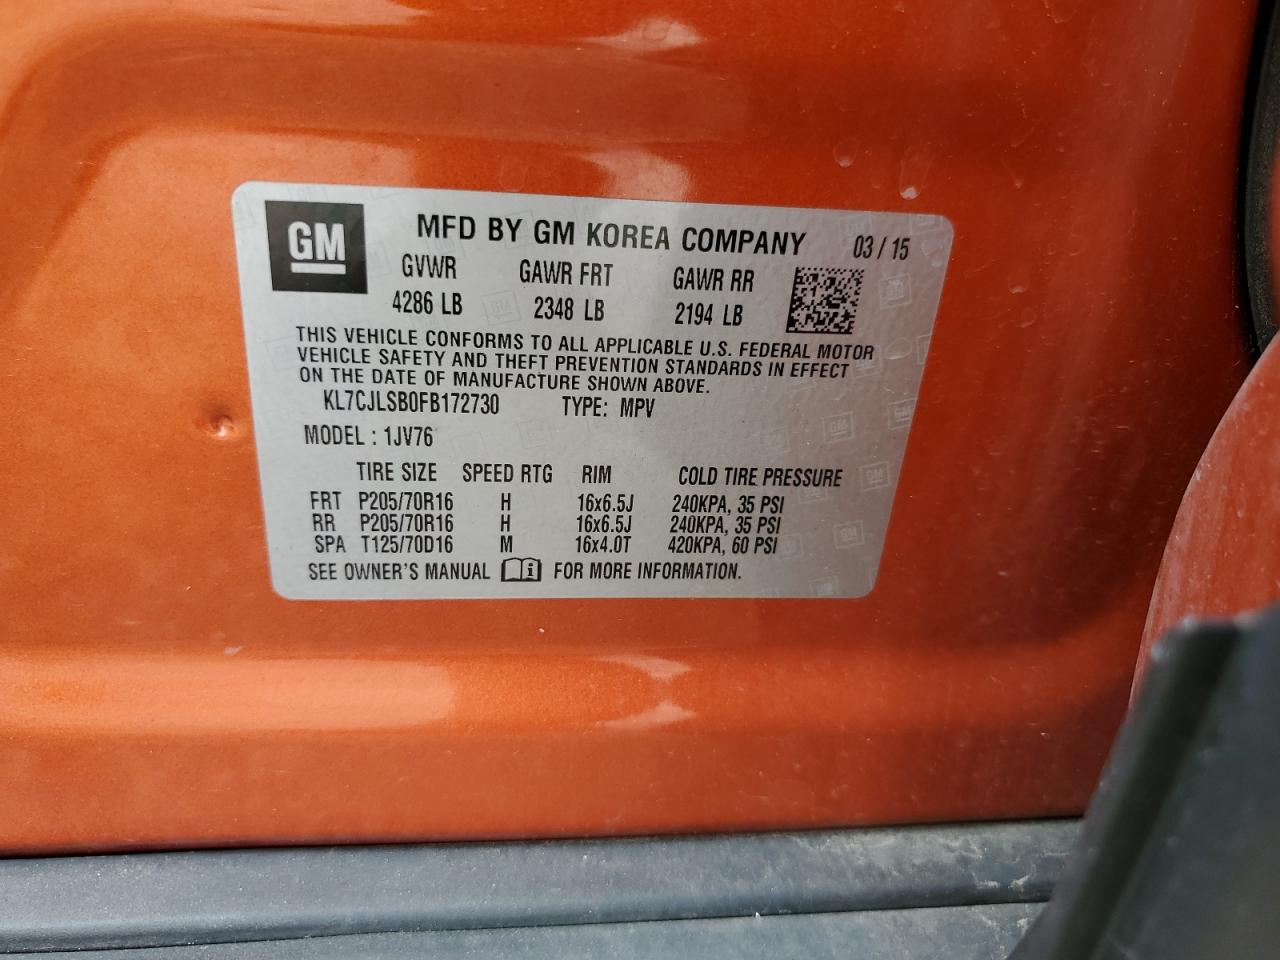 GM MFD BY GM KOREA COMPANY 03 / 15
GVWR GAWR FRT GAWR RR
4286 LB 2348 LB 2194 LB
THIS VEHICLE CONFORMS TO ALL APPLICABLE U.S. FEDERAL MOTOR
VEHICLE SAFETY AND THEFT PREVENTION STANDARDS IN EFFECT
ON THE DATE OF MANUFACTURE SHOWN ABOVE.
KL7CJLSB0FB172730 TYPE: MPV
MODEL : 1JV76
TIRE SIZE SPEED RTG RIM COLD TIRE PRESSURE
FRT P205/70R16 H 16x6.5J 240KPA, 35 PSI
RR P205/70R16 H 16x6.5J 240KPA, 35 PSI
SPA T125/70D16 M 16x4.0T 420KPA, 60 PSI
SEE OWNER'S MANUAL i FOR MORE INFORMATION.